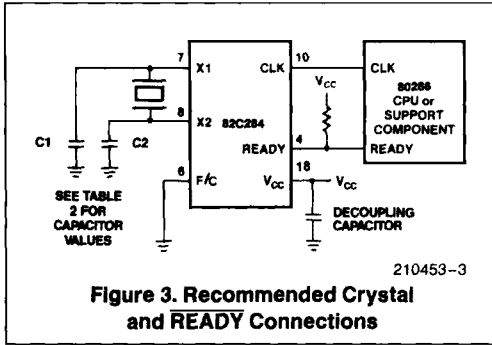 7
X1
8
X2
82C284
CLK
10
READY
4
18
VCC
6
F/C
C1
C2
VCC
CLK
80286
CPU or
SUPPORT
COMPONENT
READY
VCC
DECOUPLING
CAPACITOR
SEE TABLE
2 FOR
CAPACITOR
VALUES
210453-3
Figure 3. Recommended Crystal
and READY Connections